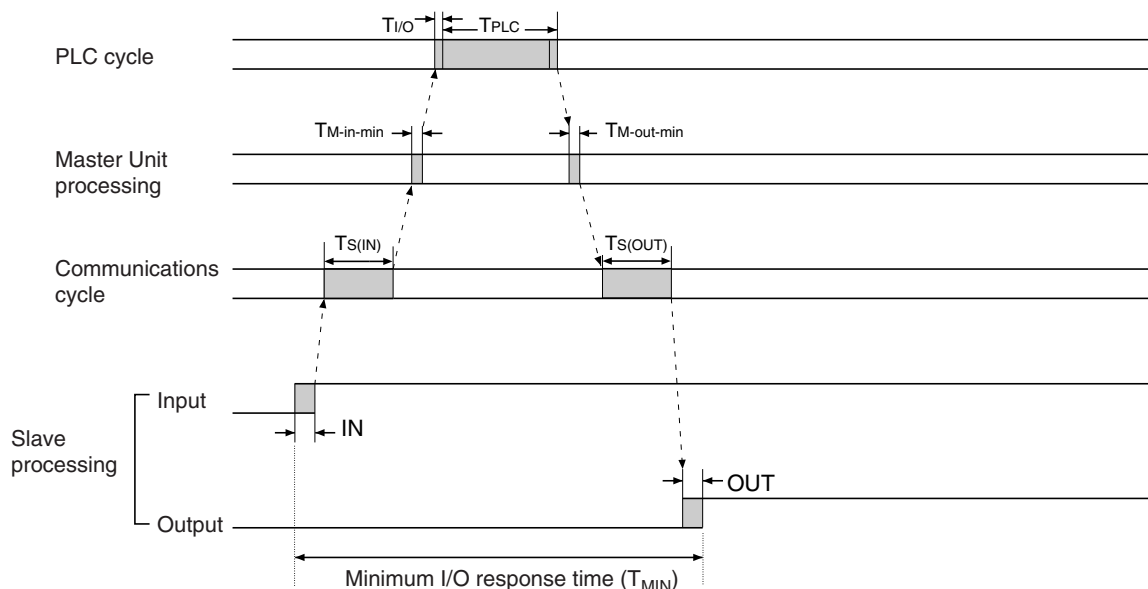 TI/O
TPLC
PLC cycle
TM-in-min
TM-out-min
Master Unit
processing
TS(IN)
TS(OUT)
Communications
cycle
Input
IN
Slave
processing
OUT
Output
Minimum I/O response time (TMIN)